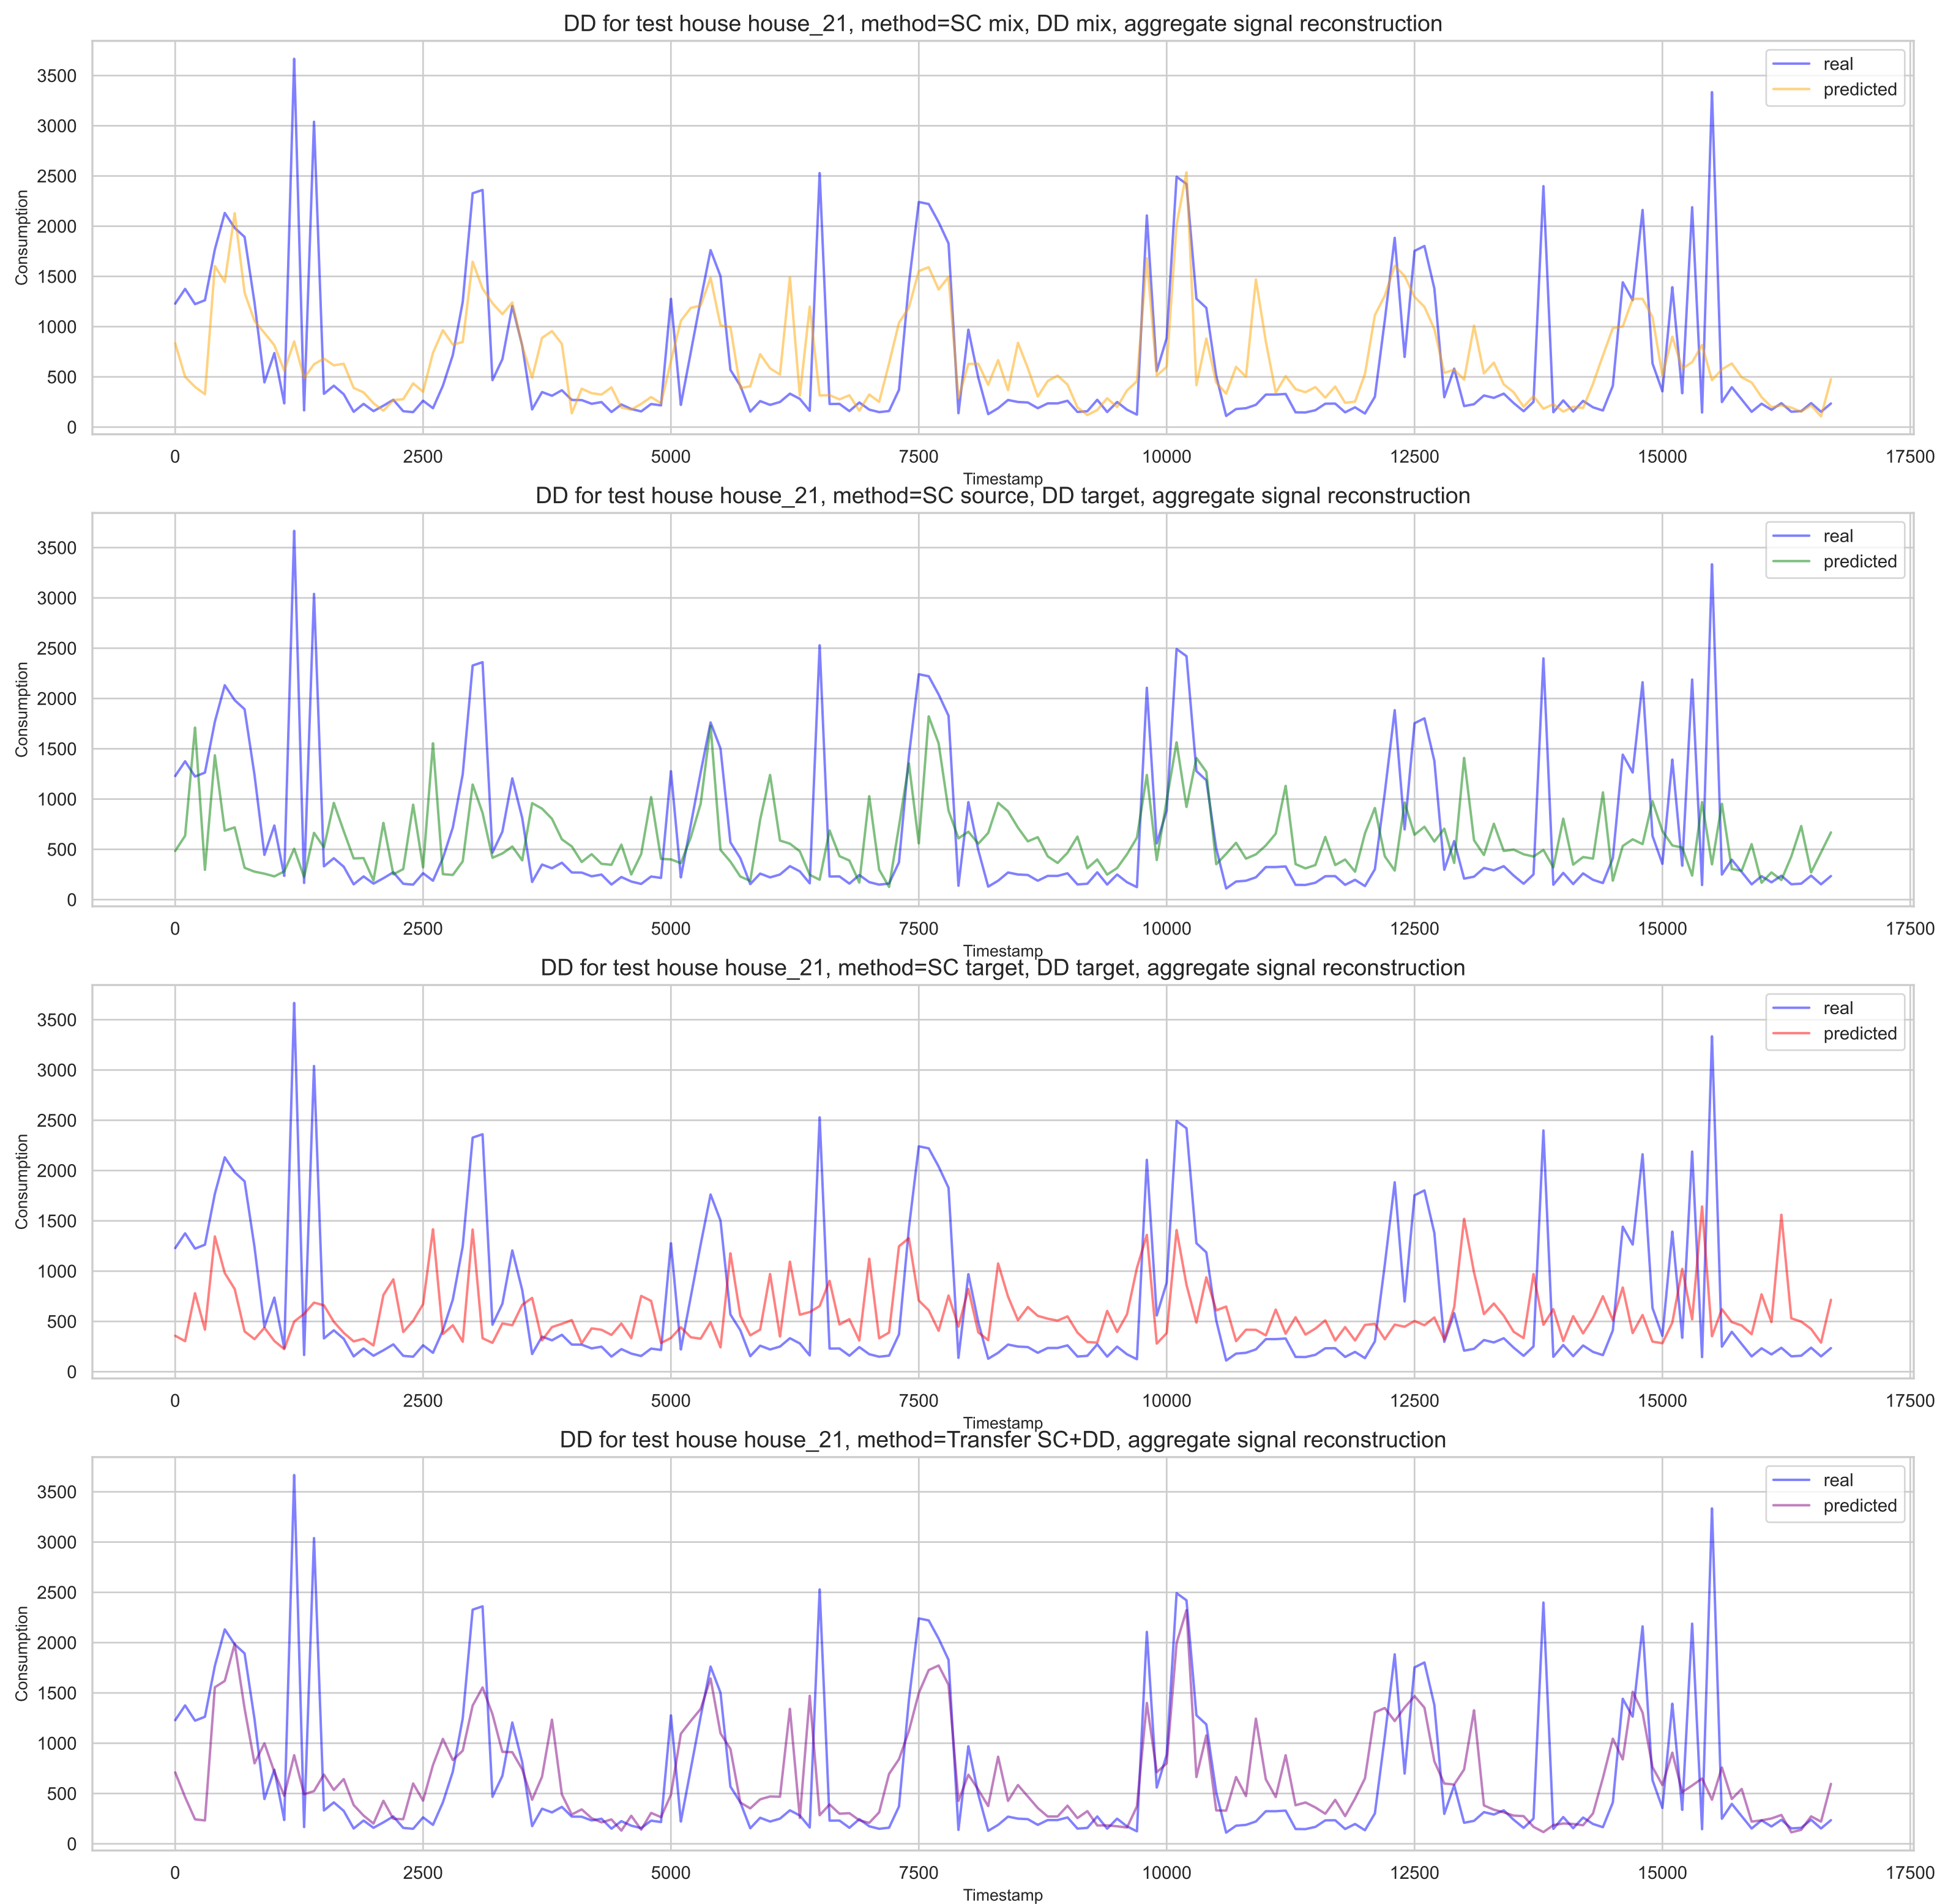 DD for test house house_21, method=SC mix, DD mix, aggregate signal reconstruction
real
predicted
Consumption
3500
3000
2500
2000
1500
1000
500
0
0 2500 5000 7500 10000 12500 15000 17500
Timestamp
DD for test house house_21, method=SC source, DD target, aggregate signal reconstruction
real
predicted
Consumption
3500
3000
2500
2000
1500
1000
500
0
0 2500 5000 7500 10000 12500 15000 17500
Timestamp
DD for test house house_21, method=SC target, DD target, aggregate signal reconstruction
real
predicted
Consumption
3500
3000
2500
2000
1500
1000
500
0
0 2500 5000 7500 10000 12500 15000 17500
Timestamp
DD for test house house_21, method=Transfer SC+DD, aggregate signal reconstruction
real
predicted
Consumption
3500
3000
2500
2000
1500
1000
500
0
0 2500 5000 7500 10000 12500 15000 17500
Timestamp